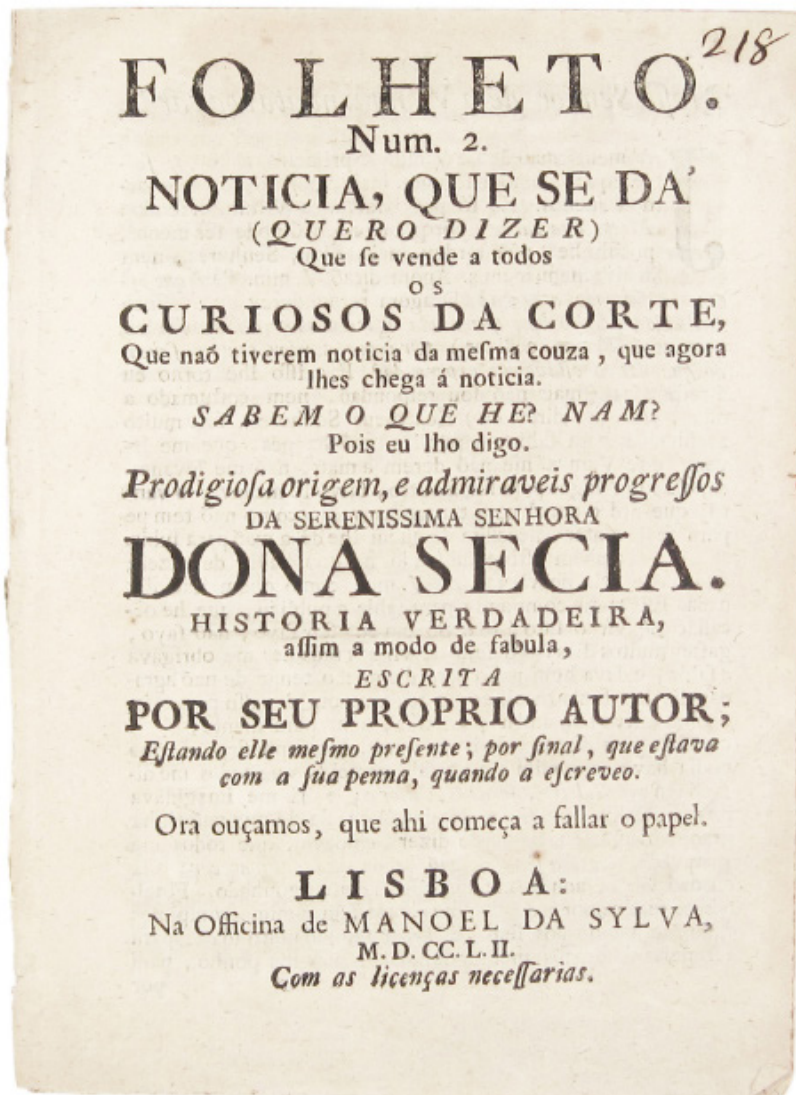 218
FOLHETO.
Num. 2.
NOTICIA, QUE SE DA'
(QUERO DIZER)
Que ſe vende a todos
OS
CURIOSOS DA CORTE,
Que naõ tiverem noticia da meſma couza , que agora
lhes chega á noticia.
SABEM O QUE HE? NAM?
Pois eu lho digo.
Prodigioſa origem, e admiraveis progreſſos
DA SERENISSIMA SENHORA
DONA SECIA.
HISTORIA VERDADEIRA,
aſſim a modo de fabula,
ESCRITA
POR SEU PROPRIO AUTOR;
Eſtando elle meſmo preſente; por ſinal, que eſtava
com a ſua penna, quando a eſcreveo.
Ora ouçamos, que ahi começa a fallar o papel.
LISBOA:
Na Officina de MANOEL DA SYLVA,
M. D. CC. L. II.
Com as licenças neceſſarias.